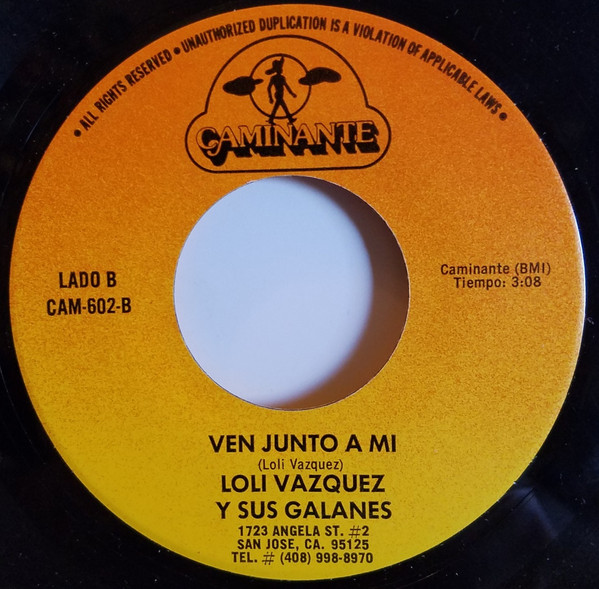 • ALL RIGHTS RESERVED • UNAUTHORIZED DUPLICATION IS A VIOLATION OF APPLICABLE LAWS •
CAMINANTE
LADO B
CAM-602-B
Caminante (BMI)
Tiempo: 3:08
VEN JUNTO A MI
(Loli Vazquez)
LOLI VAZQUEZ
Y SUS GALANES
1723 ANGELA ST. #2
SAN JOSE, CA. 95125
TEL. # (408) 998-8970